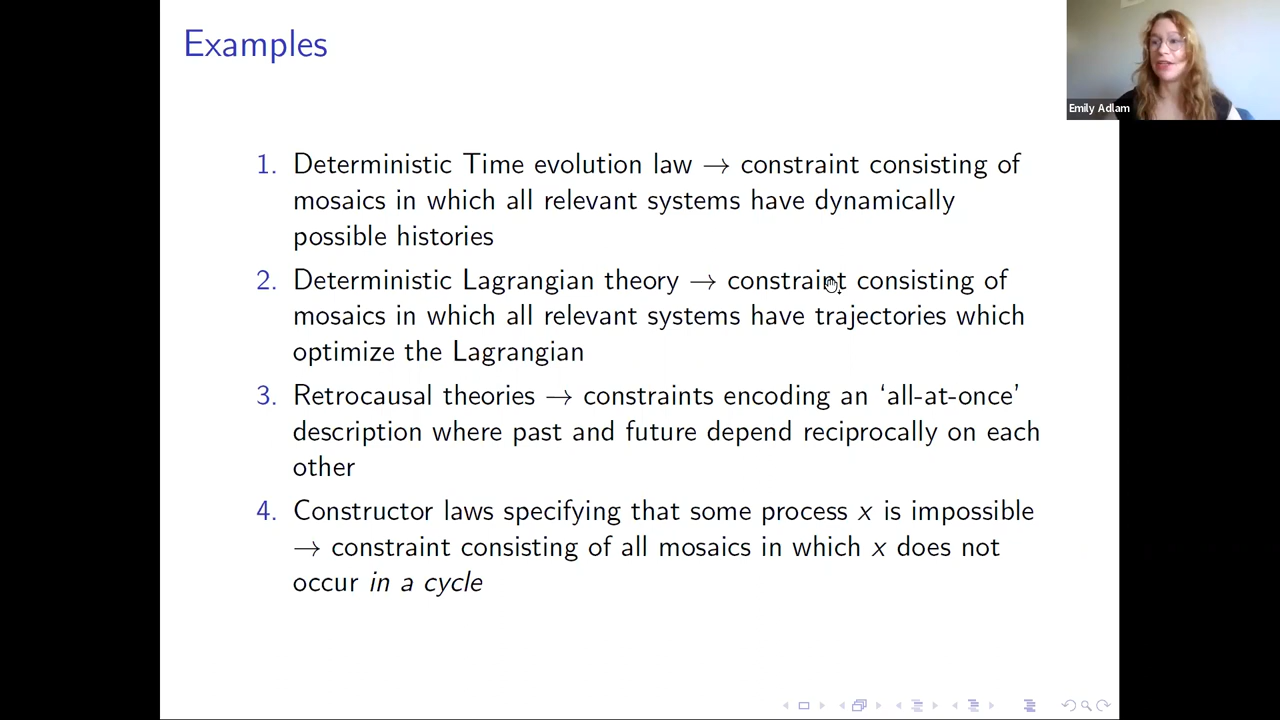 Examples
Emily Adlam
1. Deterministic Time evolution law → constraint consisting of
mosaics in which all relevant systems have dynamically
possible histories
2. Deterministic Lagrangian theory → constraint consisting of
mosaics in which all relevant systems have trajectories which
optimize the Lagrangian
3. Retrocausal theories → constraints encoding an ‘all-at-once’
description where past and future depend reciprocally on each
other
4. Constructor laws specifying that some process x is impossible
→ constraint consisting of all mosaics in which x does not
occur in a cycle